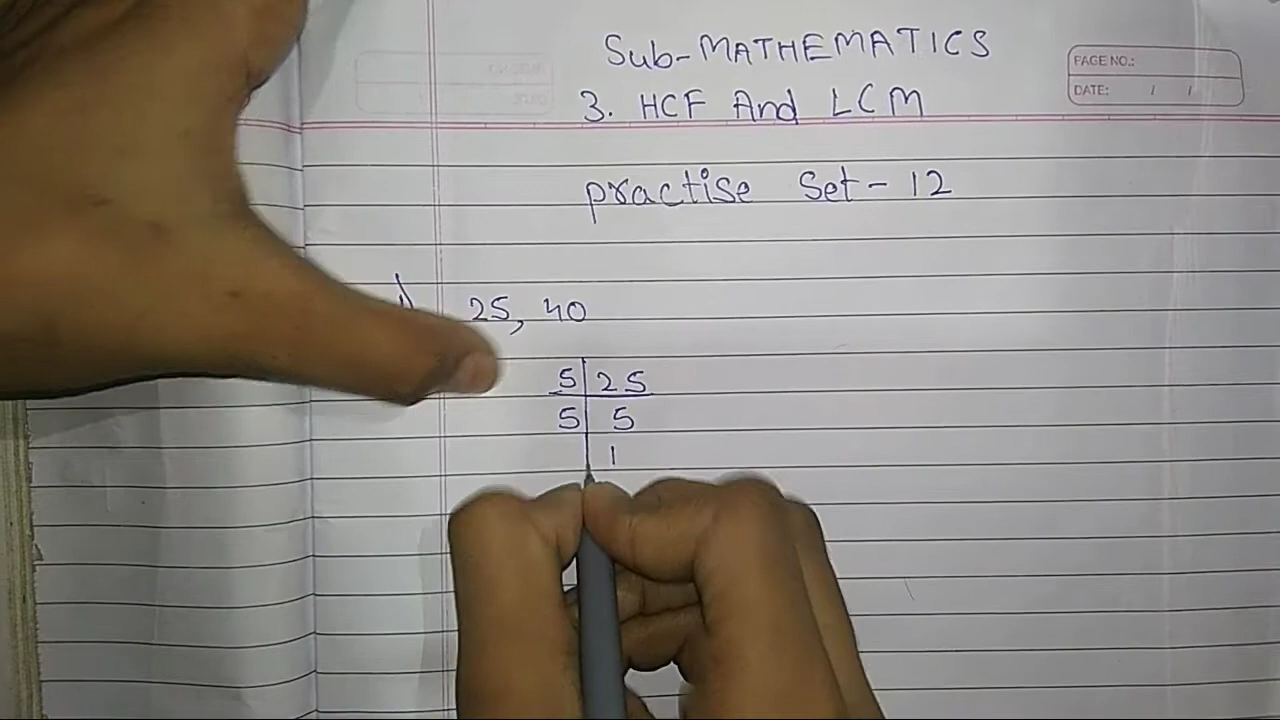 Sub-MATHEMATICS
PAGE NO.:
DATE: / /
3. HCF And LCM
practise Set-12
25, 40
5 | 25
5 | 5
1